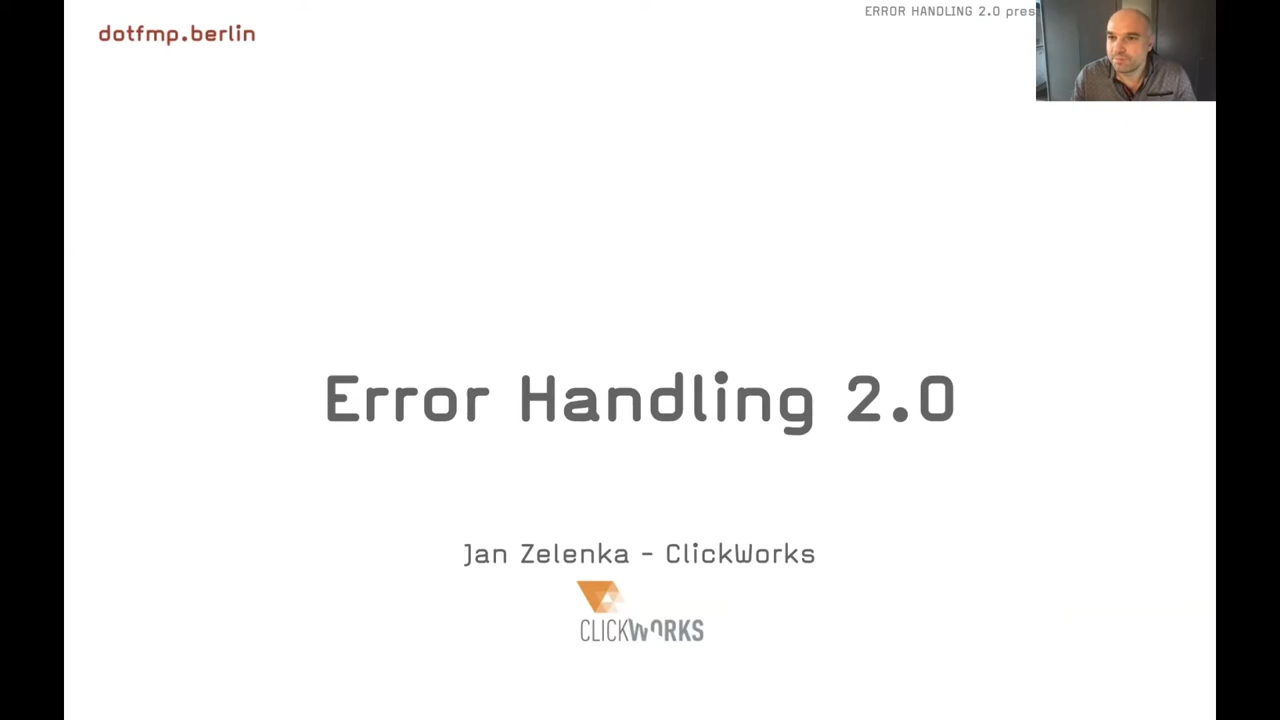 dotfmp.berlin
ERROR HANDLING 2.0 pres
Error Handling 2.0
Jan Zelenka - ClickWorks
CLICKWORKS